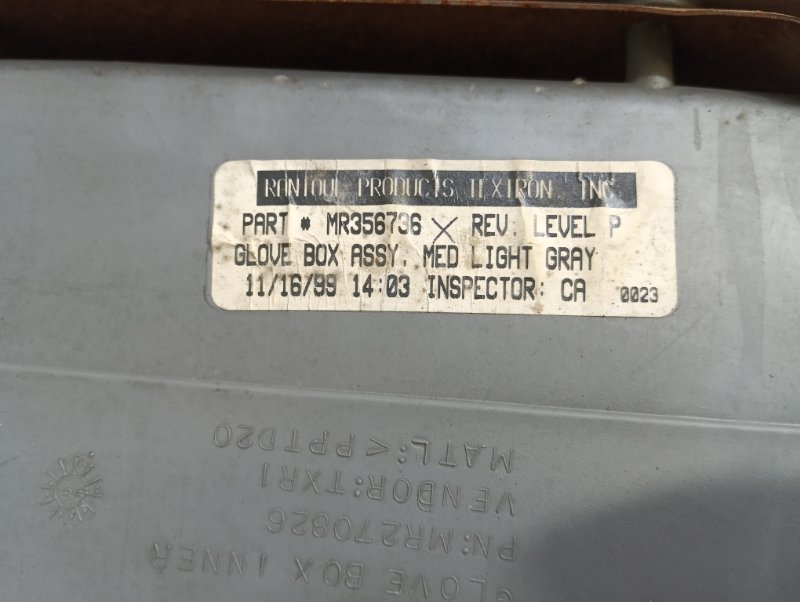 RANTOUL PRODUCTS TEXTRON, INC
PART # MR356736 X REV. LEVEL P
GLOVE BOX ASSY, MED LIGHT GRAY
11/16/99 14:03 INSPECTOR: CA 0023
MATL:<PPTD20
VENDOR:TXR1
PN:MR270826
GLOVE BOX INNER